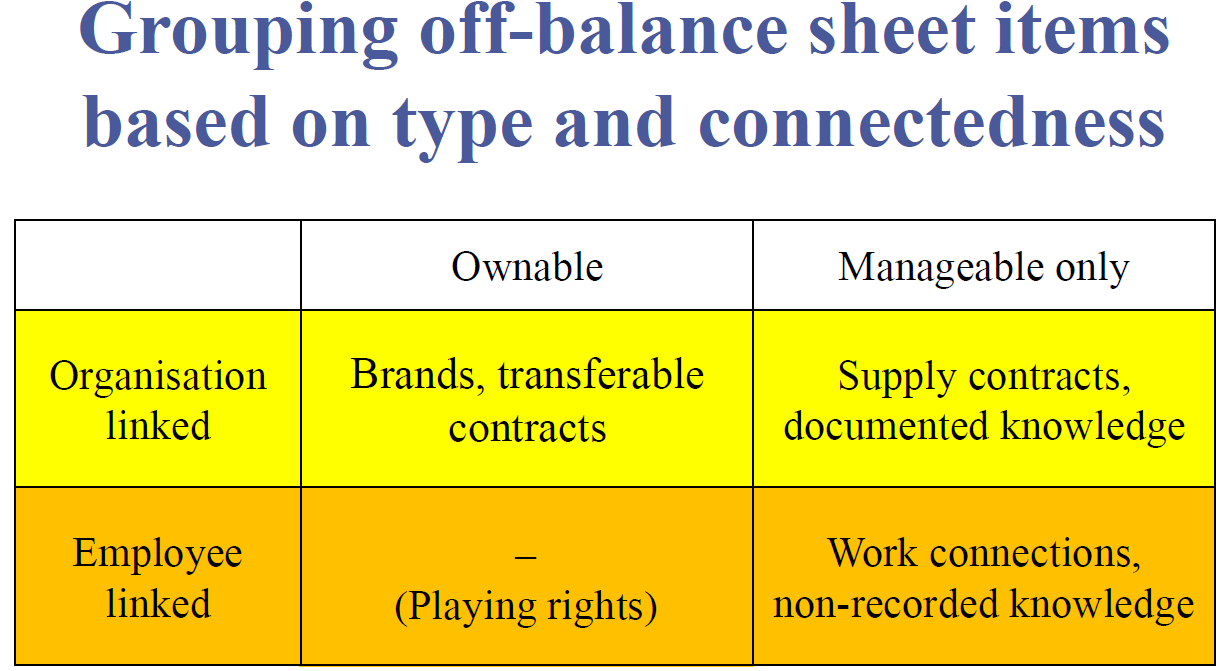 Grouping off-balance sheet items
based on type and connectedness
Ownable
Manageable only
Organisation
linked
Brands, transferable
contracts
Supply contracts,
documented knowledge
Employee
linked
–
(Playing rights)
Work connections,
non-recorded knowledge